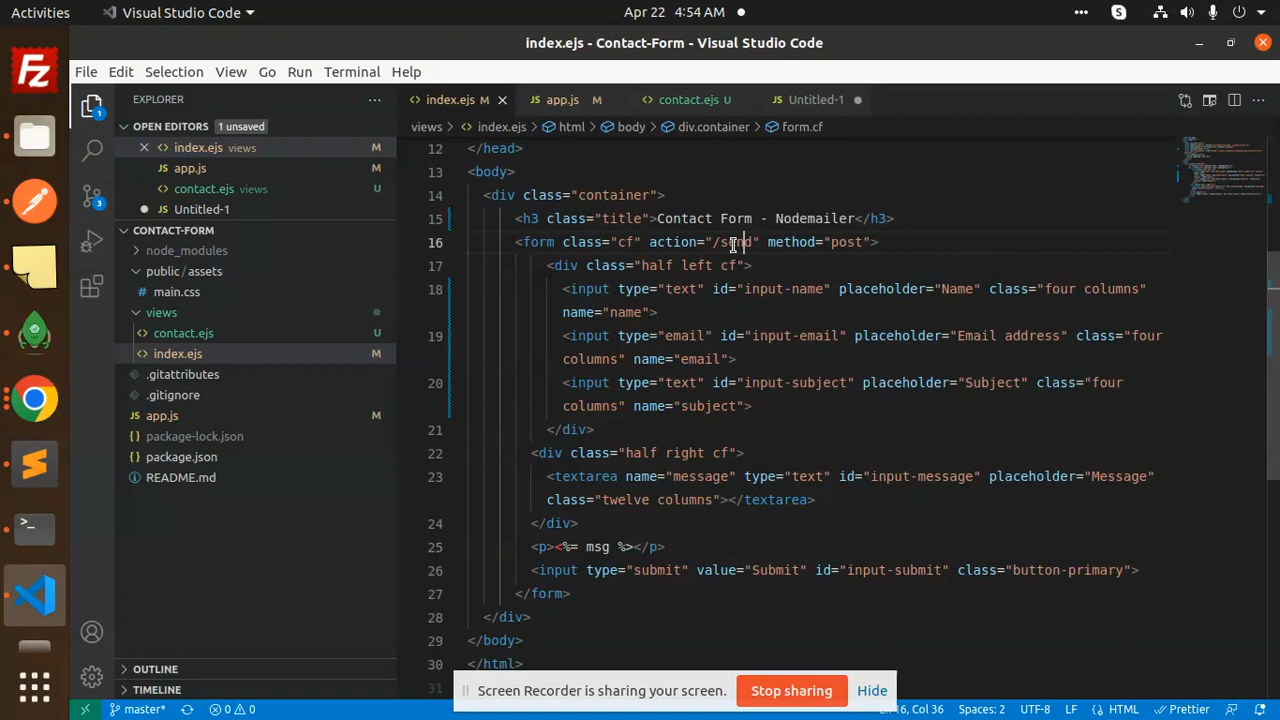 Activities Visual Studio Code Apr 22 4:54 AM
index.ejs - Contact-Form - Visual Studio Code
File Edit Selection View Go Run Terminal Help
EXPLORER
OPEN EDITORS 1 unsaved
index.ejs views M
app.js M
contact.ejs views U
Untitled-1
CONTACT-FORM
node_modules
public / assets
main.css
views
contact.ejs U
index.ejs M
.gitattributes
.gitignore
app.js M
package-lock.json
package.json
README.md
OUTLINE
TIMELINE
index.ejs M app.js M contact.ejs U Untitled-1
views > index.ejs > html > body > div.container > form.cf
12 </head>
13 <body>
14 <div class="container">
15 <h3 class="title">Contact Form - Nodemailer</h3>
16 <form class="cf" action="/send" method="post">
17 <div class="half left cf">
18 <input type="text" id="input-name" placeholder="Name" class="four columns"
name="name">
19 <input type="email" id="input-email" placeholder="Email address" class="four
columns" name="email">
20 <input type="text" id="input-subject" placeholder="Subject" class="four
columns" name="subject">
21 </div>
22 <div class="half right cf">
23 <textarea name="message" type="text" id="input-message" placeholder="Message"
class="twelve columns"></textarea>
24 </div>
25 <p><%= msg %></p>
26 <input type="submit" value="Submit" id="input-submit" class="button-primary">
27 </form>
28 </div>
29 </body>
30 </html>
31
Screen Recorder is sharing your screen. Stop sharing Hide
master* 0 0 16, Col 36 Spaces: 2 UTF-8 LF HTML Prettier